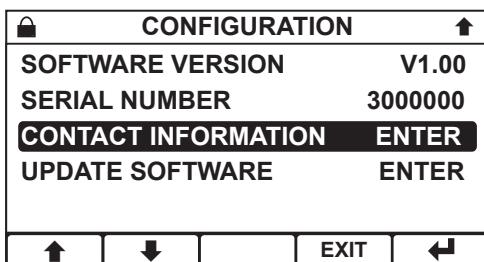 CONFIGURATION
SOFTWARE VERSION V1.00
SERIAL NUMBER 3000000
CONTACT INFORMATION ENTER
UPDATE SOFTWARE ENTER
EXIT